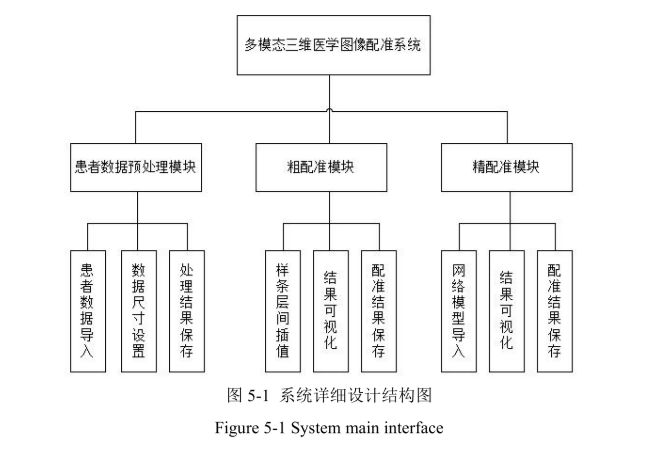 多模态三维医学图像配准系统
患者数据预处理模块
粗配准模块
精配准模块
患者数据导入
数据尺寸设置
处理结果保存
样条层间插值
结果可视化
配准结果保存
网络模型导入
结果可视化
配准结果保存
图 5-1 系统详细设计结构图
Figure 5-1 System main interface